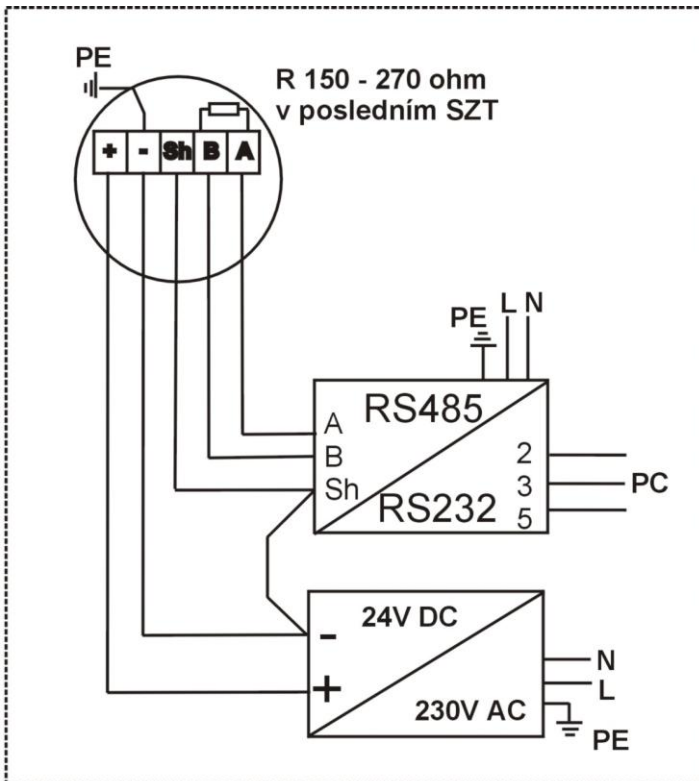 PE
R 150 - 270 ohm
v posledním SZT
+ - Sh B A
PE L N
RS485
A
B
Sh
RS232
2
3
5
PC
24V DC
-
+
230V AC
N
L
PE